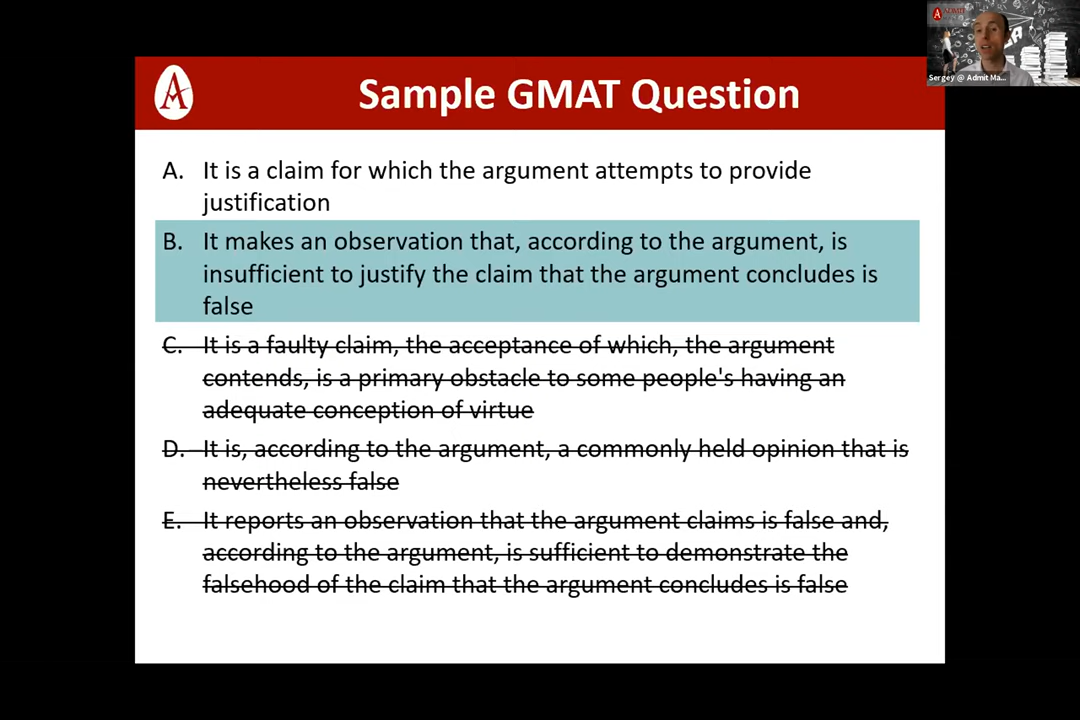 ADMIT
Sergey @ Admit Ma...
Sample GMAT Question
A. It is a claim for which the argument attempts to provide
justification
B. It makes an observation that, according to the argument, is
insufficient to justify the claim that the argument concludes is
false
C. It is a faulty claim, the acceptance of which, the argument
contends, is a primary obstacle to some people's having an
adequate conception of virtue
D. It is, according to the argument, a commonly held opinion that is
nevertheless false
E. It reports an observation that the argument claims is false and,
according to the argument, is sufficient to demonstrate the
falsehood of the claim that the argument concludes is false